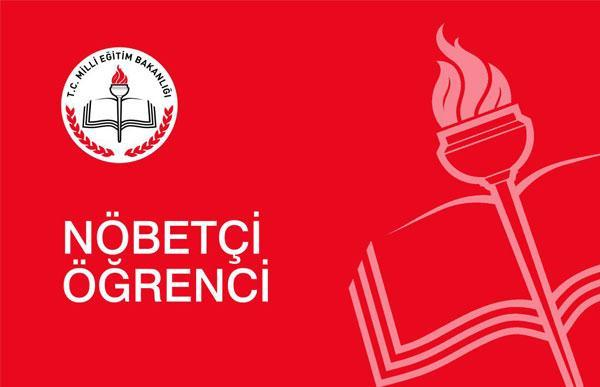 T.C. MİLLİ EĞİTİM BAKANLIĞI
NÖBETÇİ
ÖĞRENCİ